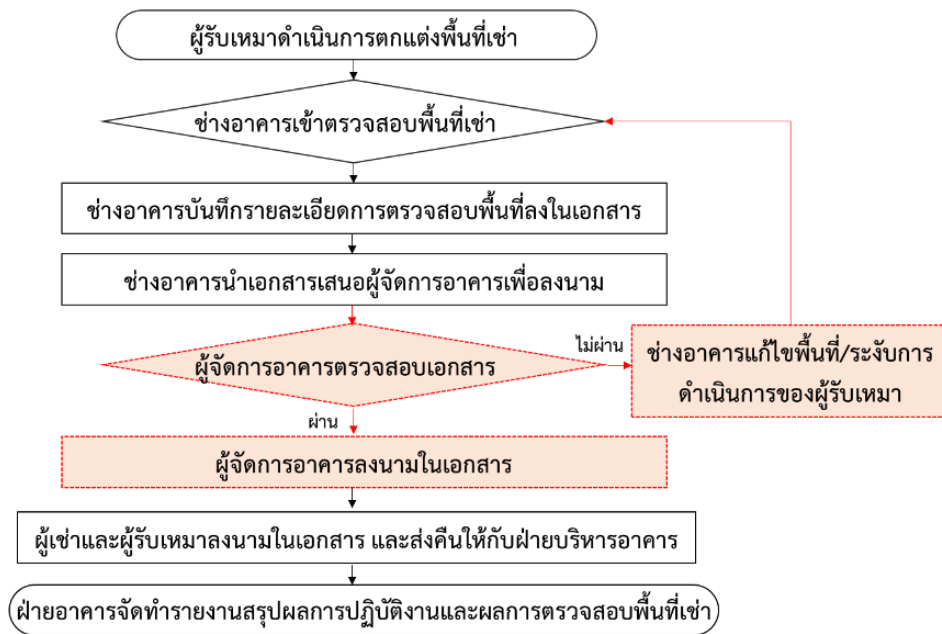 ผู้รับเหมาดำเนินการตกแต่งพื้นที่เช่า
ช่างอาคารเข้าตรวจสอบพื้นที่เช่า
ช่างอาคารบันทึกรายละเอียดการตรวจสอบพื้นที่ลงในเอกสาร
ช่างอาคารนำเอกสารเสนอผู้จัดการอาคารเพื่อลงนาม
ผู้จัดการอาคารตรวจสอบเอกสาร
ไม่ผ่าน
ช่างอาคารแก้ไขพื้นที่/ระงับการ
ดำเนินการของผู้รับเหมา
ผ่าน
ผู้จัดการอาคารลงนามในเอกสาร
ผู้เช่าและผู้รับเหมาลงนามในเอกสาร และส่งคืนให้กับฝ่ายบริหารอาคาร
ฝ่ายอาคารจัดทำรายงานสรุปผลการปฏิบัติงานและผลการตรวจสอบพื้นที่เช่า